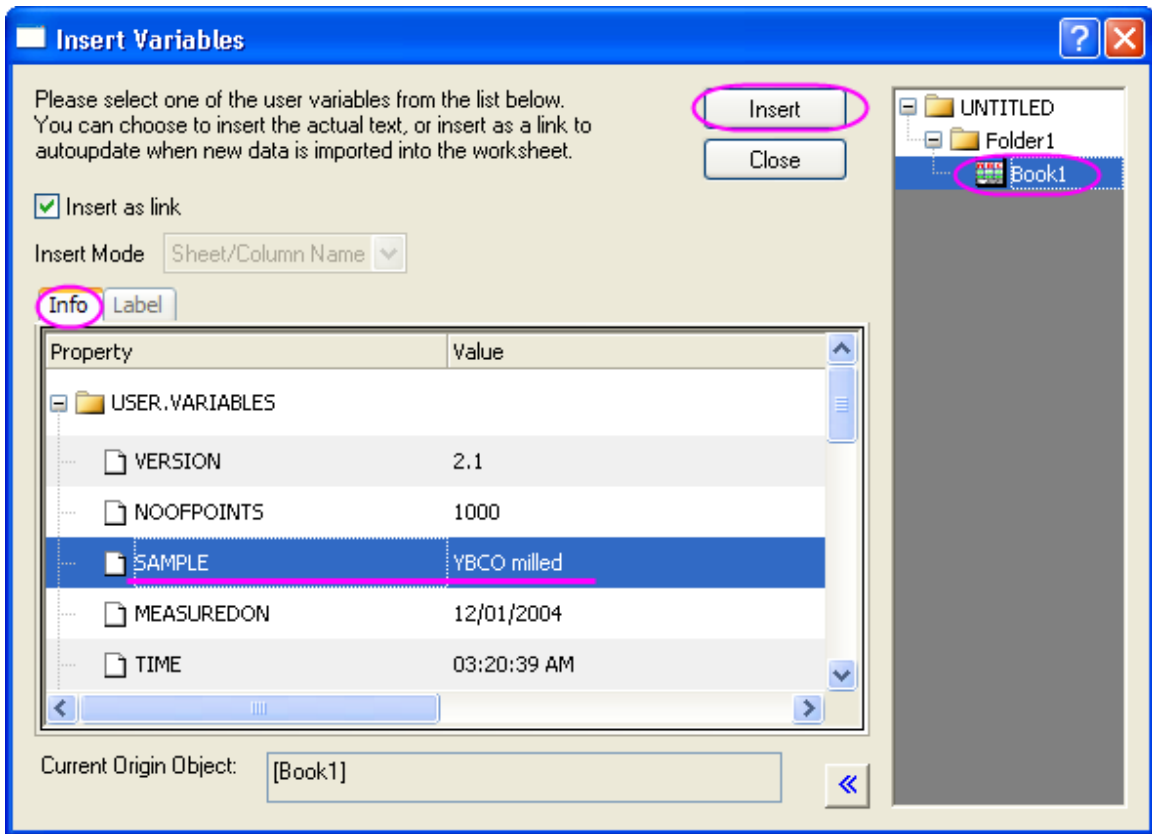 Insert Variables
?
Please select one of the user variables from the list below.
You can choose to insert the actual text, or insert as a link to
autoupdate when new data is imported into the worksheet.
Insert
Close
Insert as link
Insert Mode Sheet/Column Name
Info Label
Property Value
USER.VARIABLES
VERSION 2.1
NOOFPOINTS 1000
SAMPLE YBCO milled
MEASUREDON 12/01/2004
TIME 03:20:39 AM
Current Origin Object: [Book1]
UNTITLED
Folder1
Book1